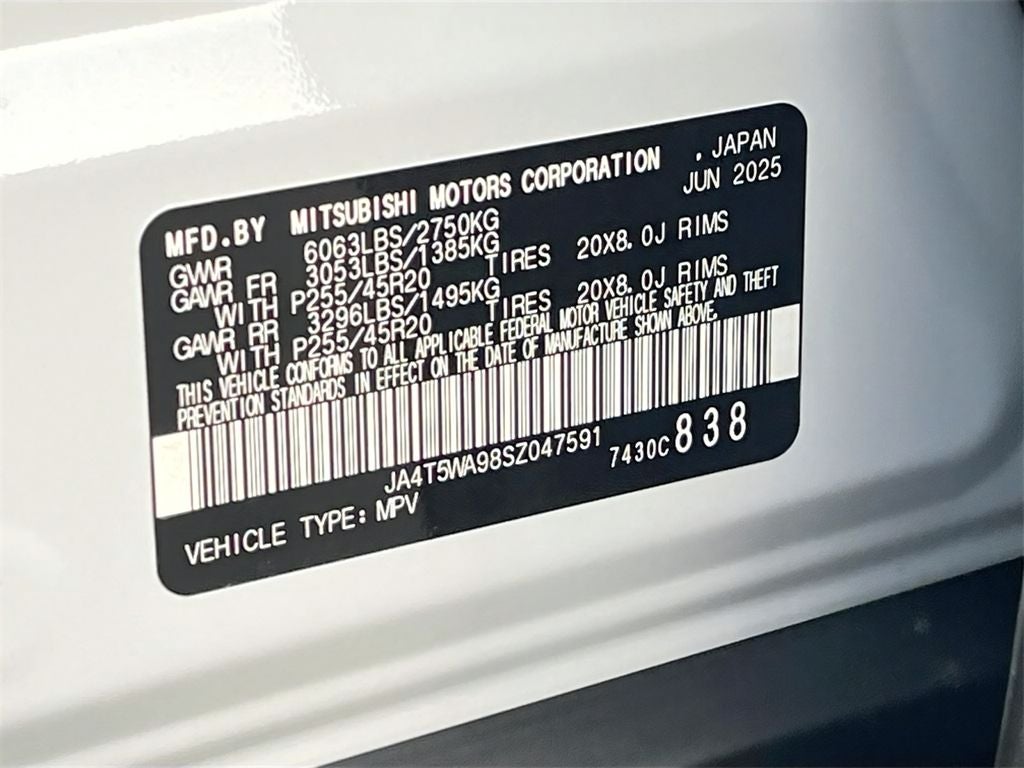 MFD.BY MITSUBISHI MOTORS CORPORATION . JAPAN
JUN 2025
GVWR 6063LBS/2750KG
GAWR FR 3053LBS/1385KG
WITH P255/45R20 TIRES 20X8.0J RIMS
GAWR RR 3296LBS/1495KG
WITH P255/45R20 TIRES 20X8.0J RIMS
THIS VEHICLE CONFORMS TO ALL APPLICABLE FEDERAL MOTOR VEHICLE SAFETY AND THEFT
PREVENTION STANDARDS IN EFFECT ON THE DATE OF MANUFACTURE SHOWN ABOVE.
JA4T5WA98SZ047591 7430C 838
VEHICLE TYPE: MPV